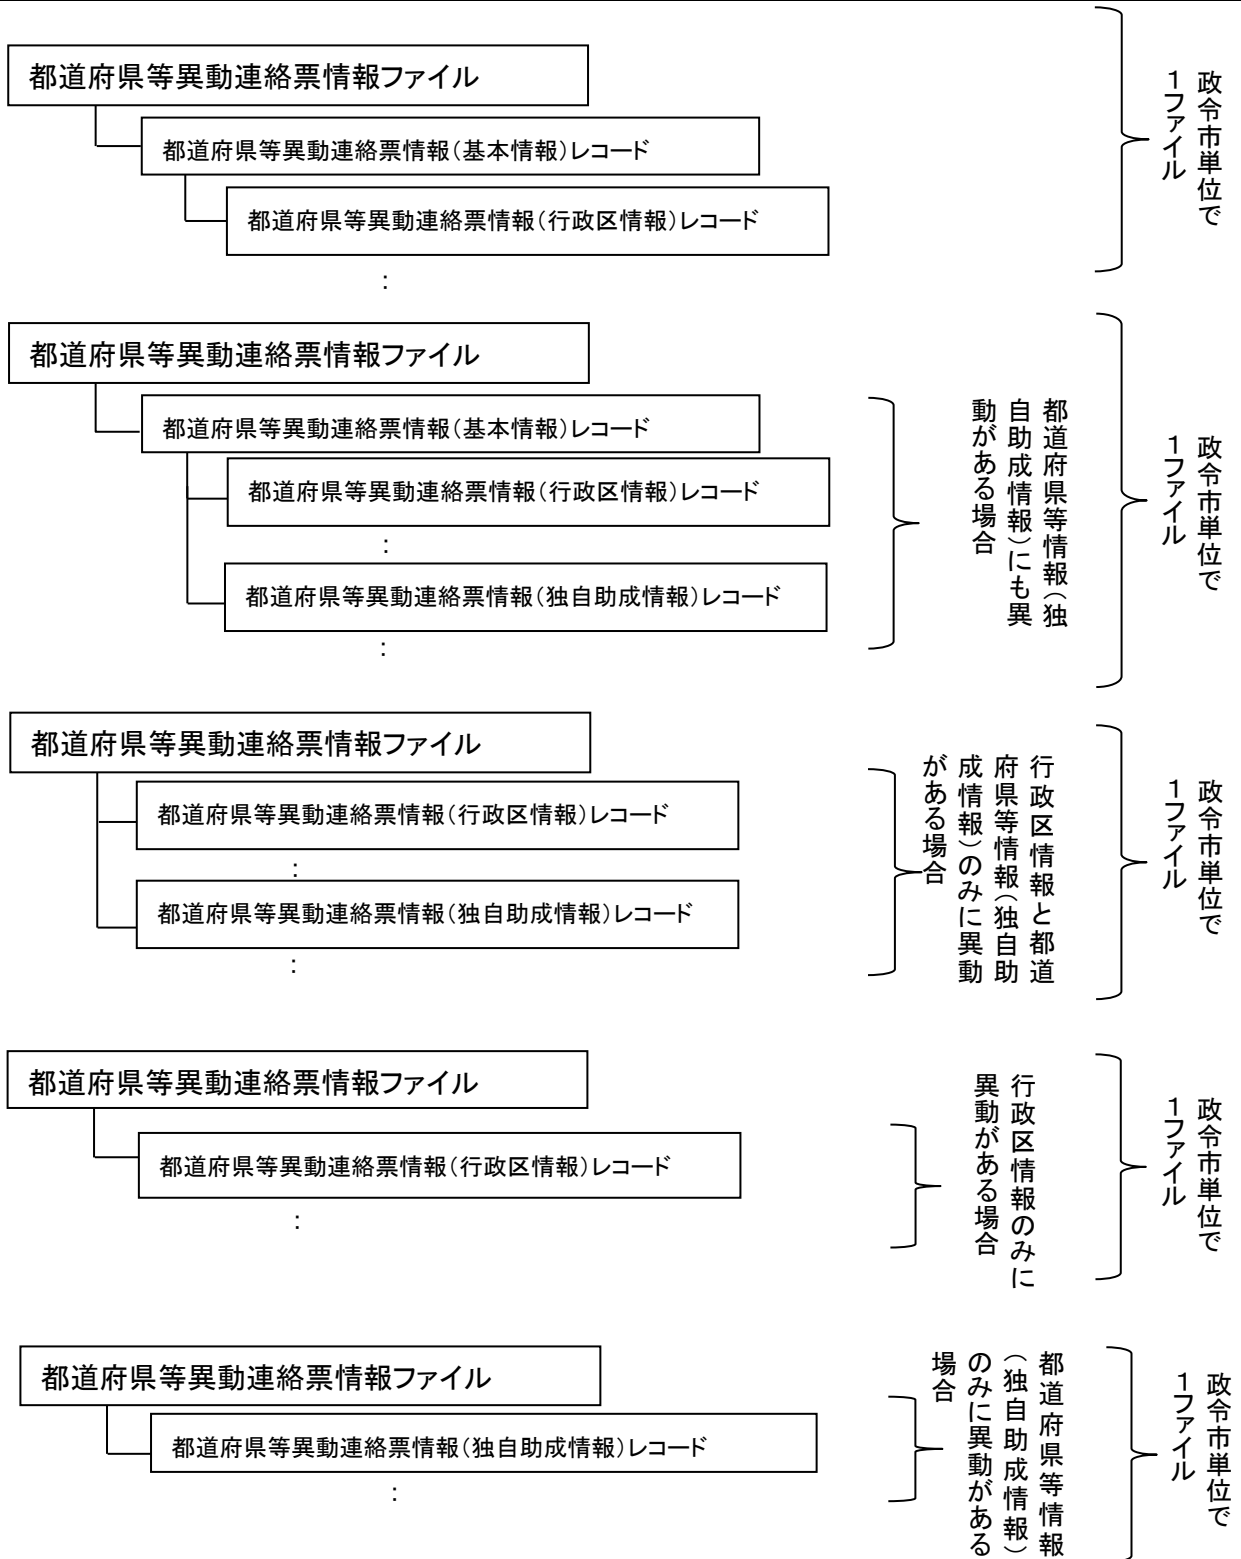 都道府県等異動連絡票情報ファイル
都道府県等異動連絡票情報（基本情報）レコード
都道府県等異動連絡票情報（行政区情報）レコード
：
政令市単位で
１ファイル
都道府県等異動連絡票情報ファイル
都道府県等異動連絡票情報（基本情報）レコード
都道府県等異動連絡票情報（行政区情報）レコード
：
都道府県等異動連絡票情報（独自助成情報）レコード
：
都道府県等情報（独
自助成情報）にも異
動がある場合
政令市単位で
１ファイル
都道府県等異動連絡票情報ファイル
都道府県等異動連絡票情報（行政区情報）レコード
：
都道府県等異動連絡票情報（独自助成情報）レコード
：
行政区情報と都道
府県等情報（独自助
成情報）のみに異動
がある場合
政令市単位で
１ファイル
都道府県等異動連絡票情報ファイル
都道府県等異動連絡票情報（行政区情報）レコード
：
行政区情報のみに
異動がある場合
政令市単位で
１ファイル
都道府県等異動連絡票情報ファイル
都道府県等異動連絡票情報（独自助成情報）レコード
：
都道府県等情報
（独自助成情報）
のみに異動がある
場合
政令市単位で
１ファイル